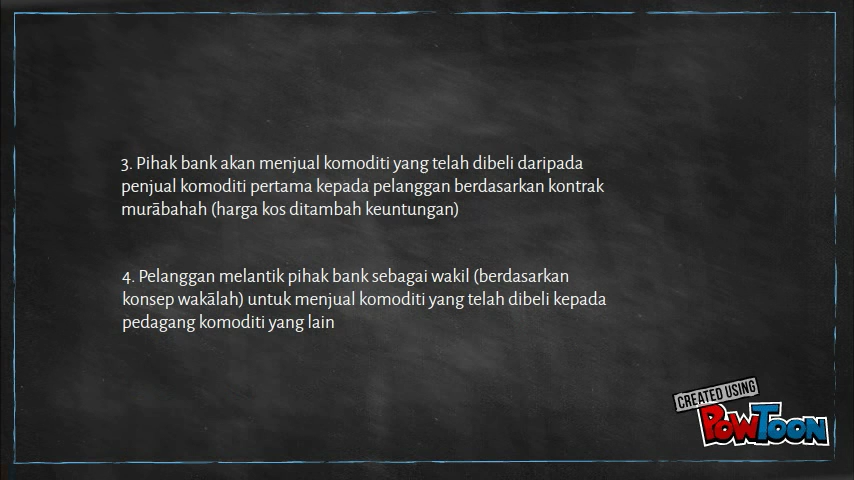 3. Pihak bank akan menjual komoditi yang telah dibeli daripada
penjual komoditi pertama kepada pelanggan berdasarkan kontrak
murābahah (harga kos ditambah keuntungan)
4. Pelanggan melantik pihak bank sebagai wakil (berdasarkan
konsep wakālah) untuk menjual komoditi yang telah dibeli kepada
pedagang komoditi yang lain
CREATED USING
POWTOON